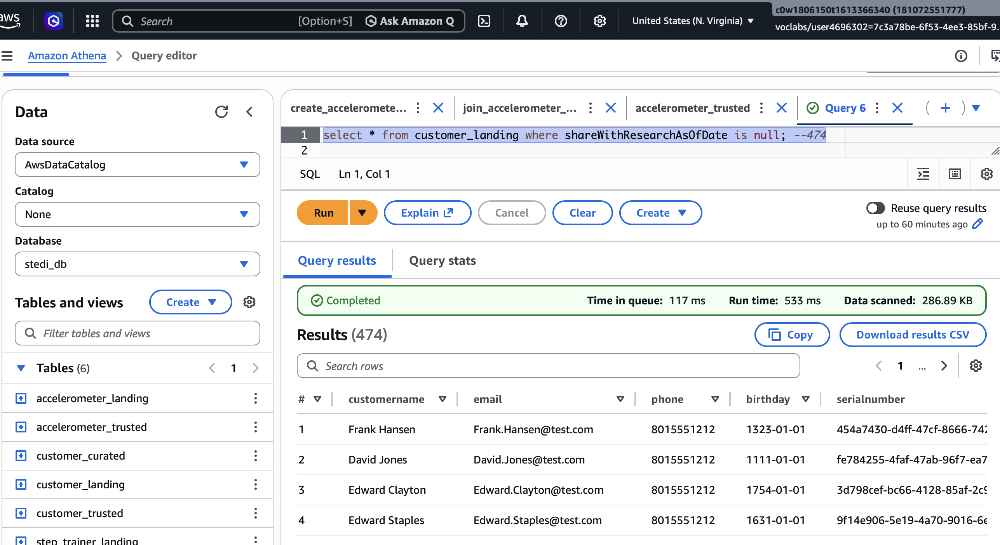 aws
Search
[Option+S]
Ask Amazon Q
United States (N. Virginia)
c0w1806150t1613366340 (181072551777)
voclabs/user4696302=7c3a78be-6f53-4ee3-85bf-9...
Amazon Athena
Query editor
Data
Data source
AwsDataCatalog
Catalog
None
Database
stedi_db
Tables and views
Create
Filter tables and views
Tables (6)
1
accelerometer_landing
accelerometer_trusted
customer_curated
customer_landing
customer_trusted
step_trainer_landing
create_acceleromete...
join_accelerometer_...
accelerometer_trusted
Query 6
1 select * from customer_landing where shareWithResearchAsOfDate is null; --474
2
SQL Ln 1, Col 1
Run
Explain
Cancel
Clear
Create
Reuse query results
up to 60 minutes ago
Query results
Query stats
Completed
Time in queue: 117 ms
Run time: 533 ms
Data scanned: 286.89 KB
Results (474)
Copy
Download results CSV
Search rows
1 ...
# customername email phone birthday serialnumber
1 Frank Hansen Frank.Hansen@test.com 8015551212 1323-01-01 454a7430-d4ff-47cf-8666-742
2 David Jones David.Jones@test.com 8015551212 1111-01-01 fe784255-4faf-47ab-96f7-ea7
3 Edward Clayton Edward.Clayton@test.com 8015551212 1754-01-01 3d798cef-bc66-4128-85af-2c9
4 Edward Staples Edward.Staples@test.com 8015551212 1631-01-01 9f14e906-5e19-4a70-9016-6e